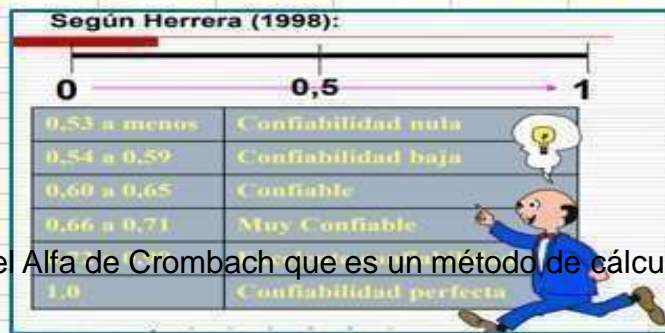 Según Herrera (1998):
0 0,5 1
0,53 a menos Confiabilidad nula
0,54 a 0,59 Confiabilidad baja
0,60 a 0,65 Confiable
0,66 a 0,71 Muy Confiable
el Alfa de Crombach que es un método de cálcu
1.0 Confiabilidad perfecta